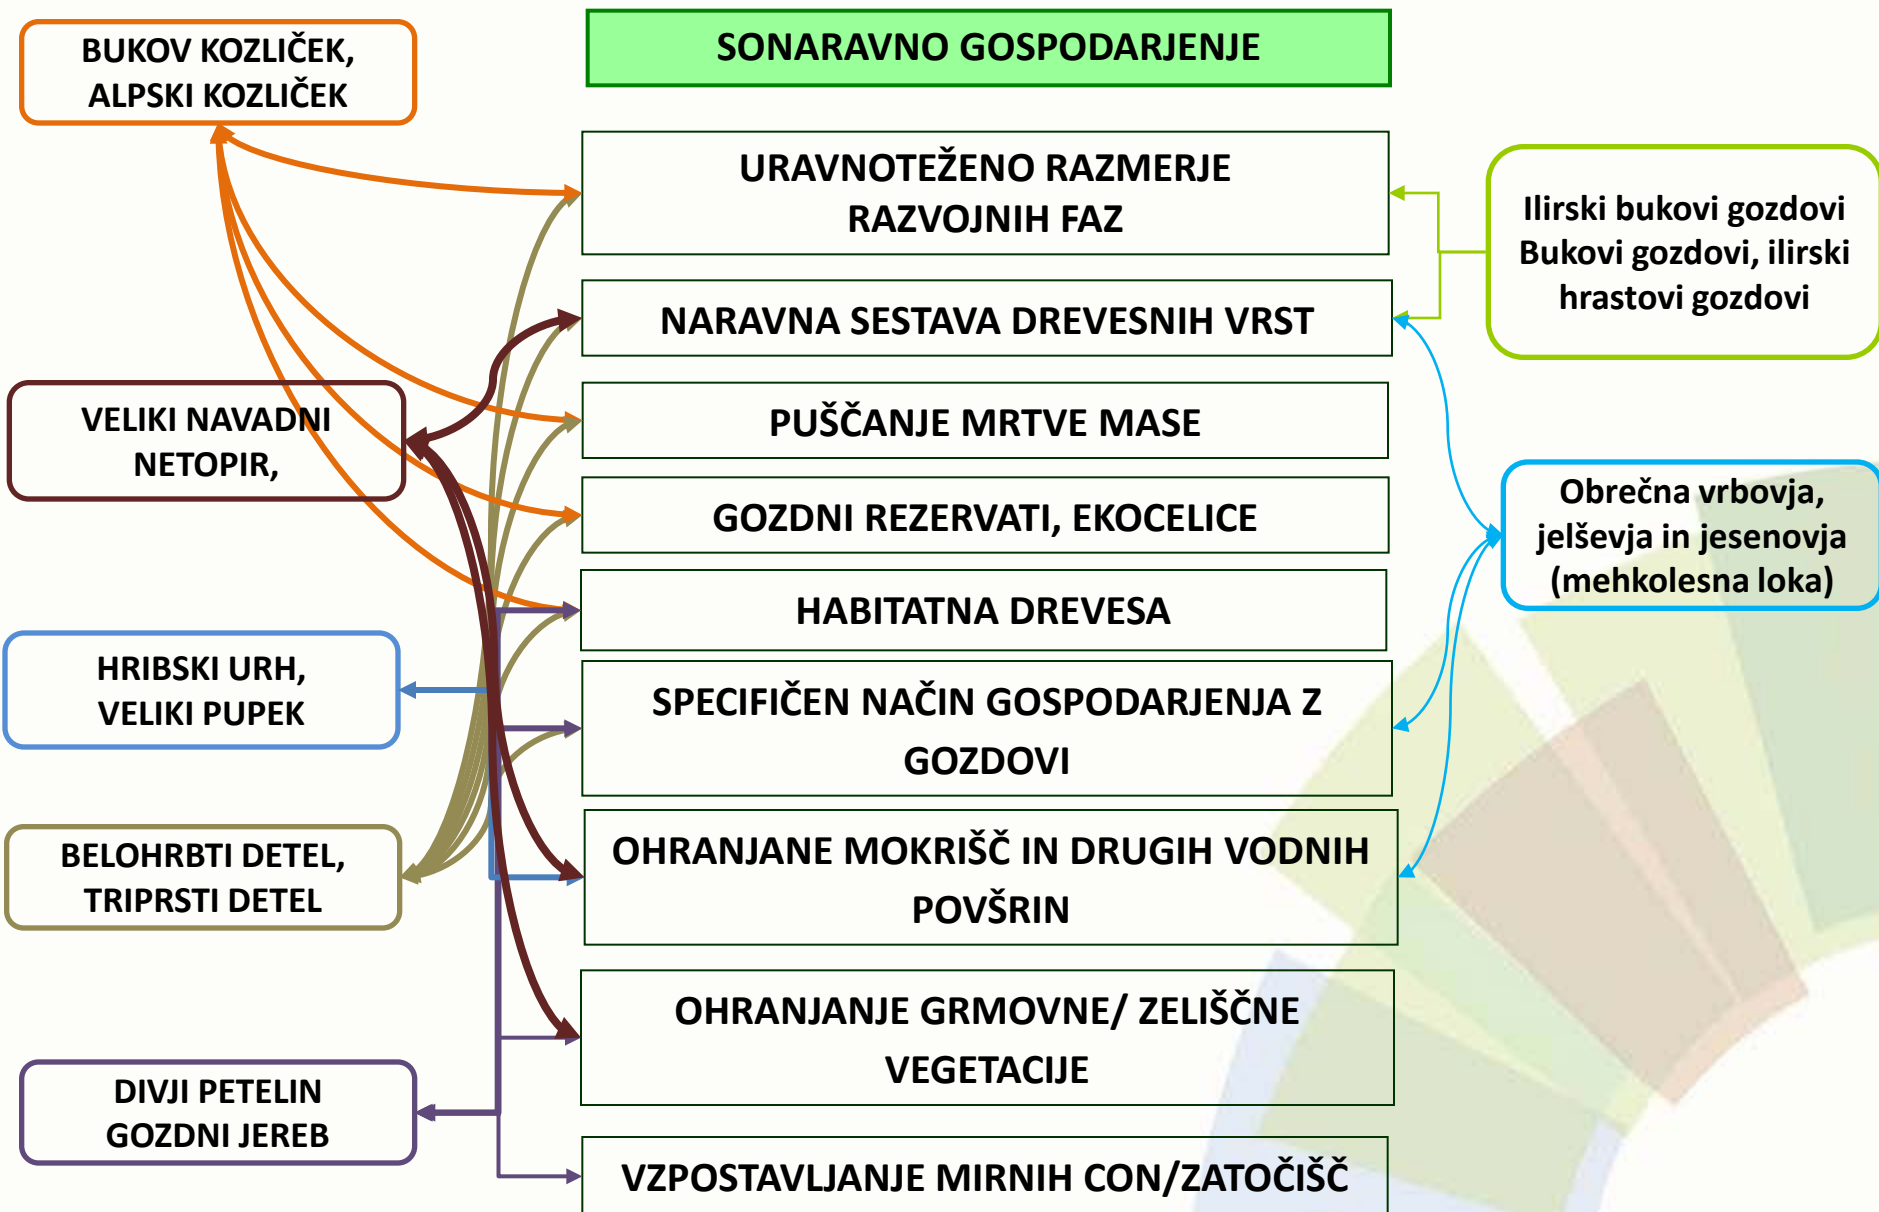 SONARAVNO GOSPODARJENJE
BUKOV KOZLIČEK,
ALPSKI KOZLIČEK
VELIKI NAVADNI
NETOPIR,
HRIBSKI URH,
VELIKI PUPEK
BELOHRBTI DETEL,
TRIPRSTI DETEL
DIVJI PETELIN
GOZDNI JEREB
URAVNOTEŽENO RAZMERJE
RAZVOJNIH FAZ
NARAVNA SESTAVA DREVESNIH VRST
PUŠČANJE MRTVE MASE
GOZDNI REZERVATI, EKOCELICE
HABITATNA DREVESA
SPECIFIČEN NAČIN GOSPODARJENJA Z
GOZDOVI
OHRANJANE MOKRIŠČ IN DRUGIH VODNIH
POVŠRIN
OHRANJANJE GRMOVNE/ ZELIŠČNE
VEGETACIJE
VZPOSTAVLJANJE MIRNIH CON/ZATOČIŠČ
Ilirski bukovi gozdovi
Bukovi gozdovi, ilirski
hrastovi gozdovi
Obrečna vrbovja,
jelševja in jesenovja
(mehkolesna loka)